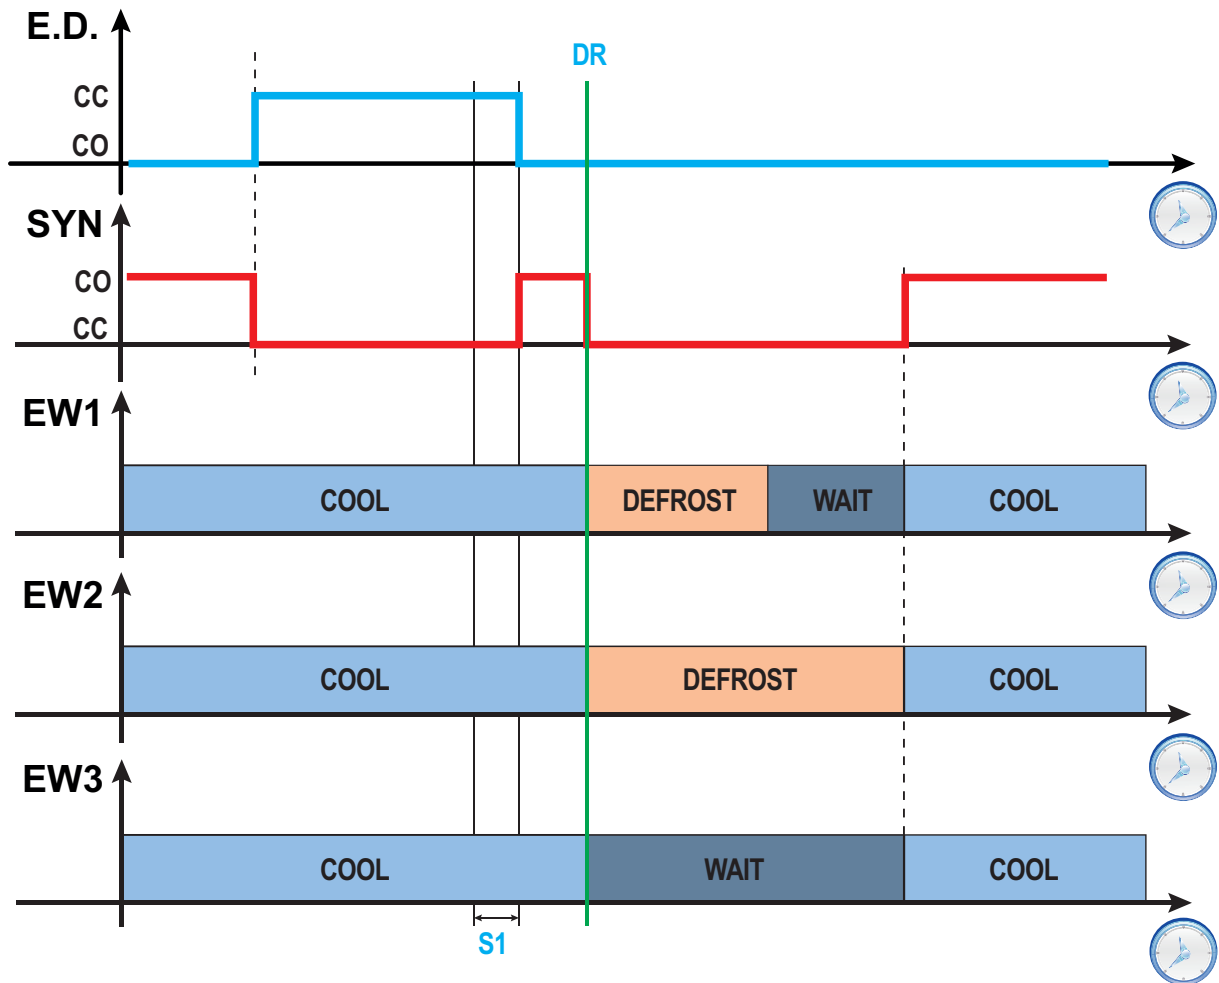 E.D.
DR
CC
CO
SYN
CO
CC
EW1
COOL DEFROST WAIT COOL
EW2
COOL DEFROST COOL
EW3
COOL WAIT COOL
S1